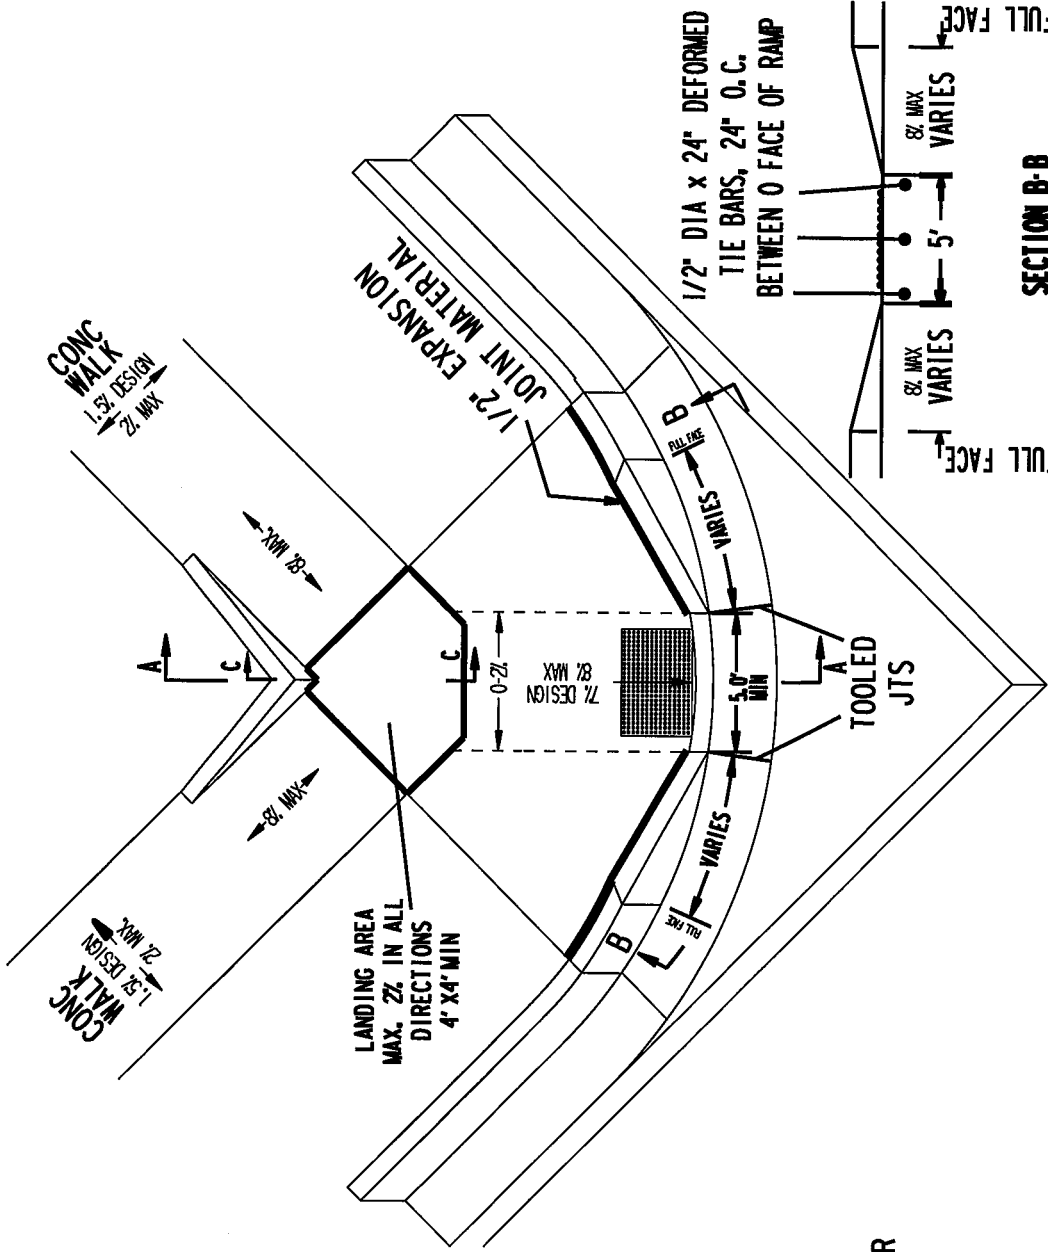 CONC
WALK
1.5% DESIGN
2% MAX
1/2" EXPANSION
JOINT MATERIAL
1/2" DIA x 24" DEFORMED
TIE BARS, 24" O.C.
BETWEEN 0 FACE OF RAMP
FULL FACE
8% MAX
VARIES
5'
8% MAX
VARIES
FULL FACE
SECTION B-B
8% MAX.
A
C
C
0-2%
7% DESIGN
8% MAX
B
FULL FACE
VARIES
5.0'
MIN
A
TOOLED
JTS
VARIES
FULL FACE
B
8% MAX
LANDING AREA
MAX. 2% IN ALL
DIRECTIONS
4' X4' MIN
CONC
WALK
1.5% DESIGN
2% MAX.
R